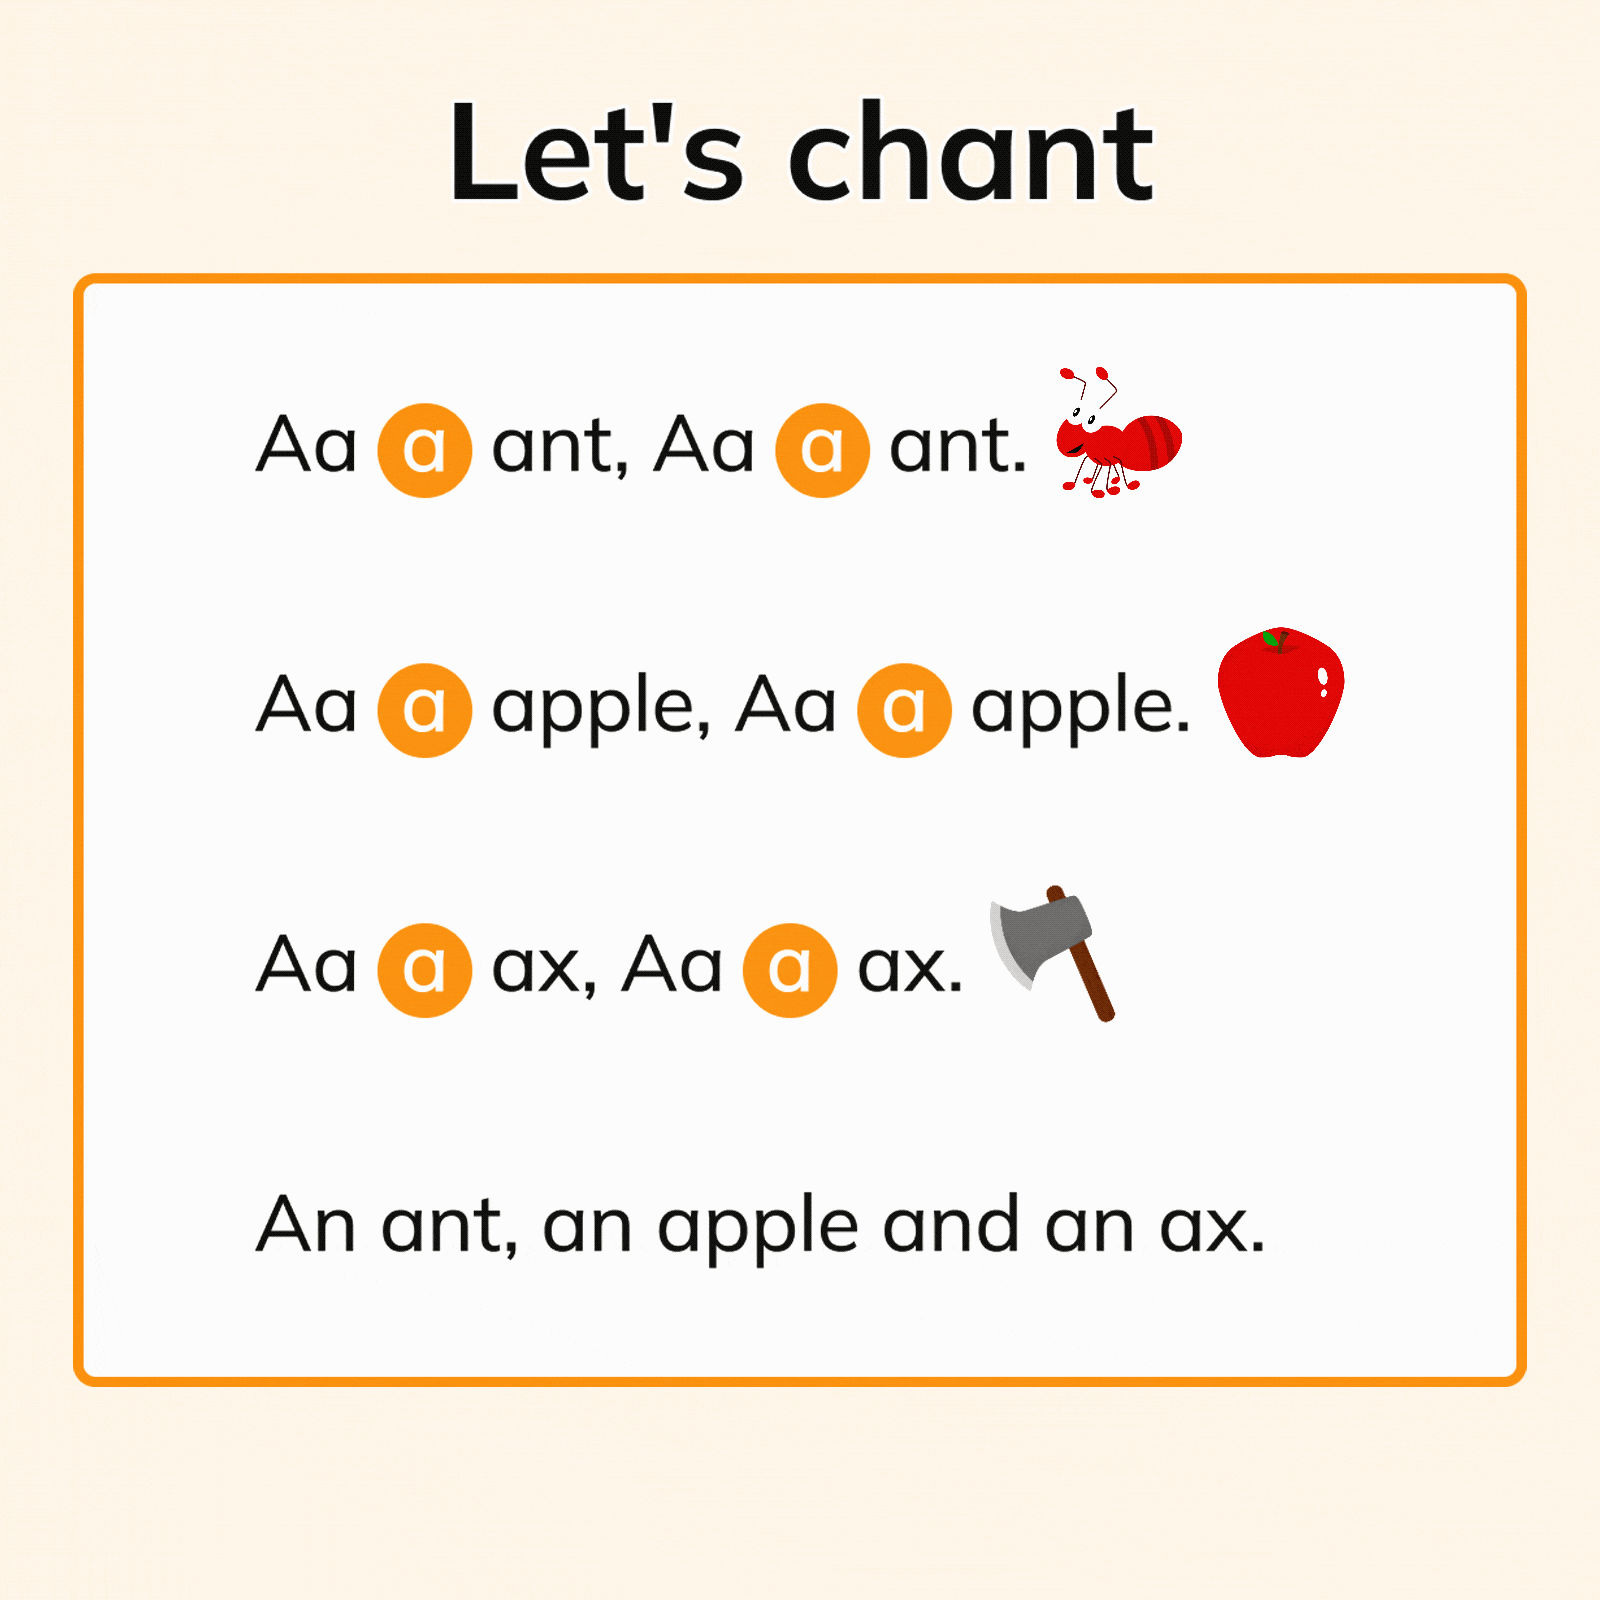 Let's chant
Aa a ant, Aa a ant.
Aa a apple, Aa a apple.
Aa a ax, Aa a ax.
An ant, an apple and an ax.